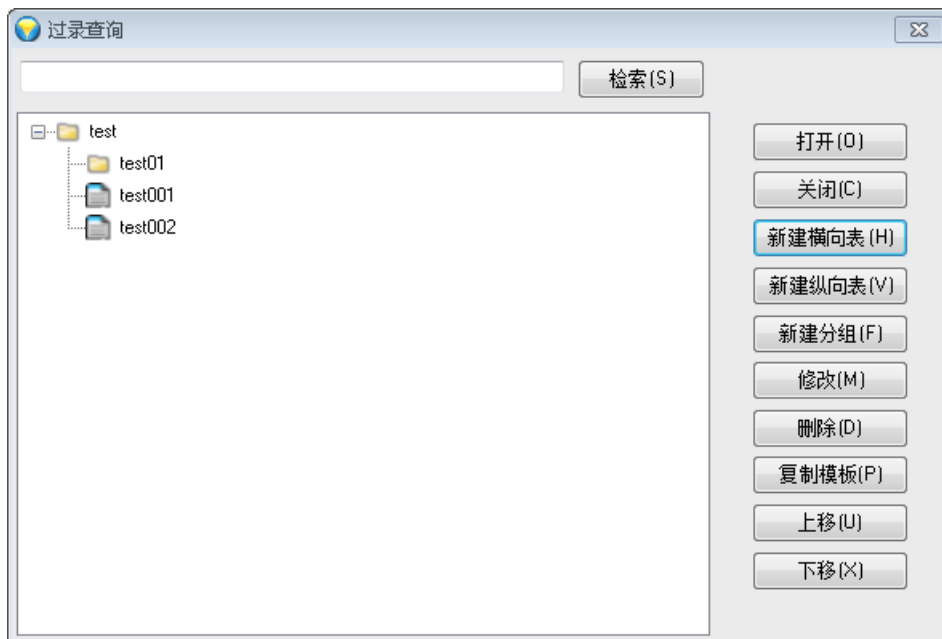 过录查询
检索(S)
test
test01
test001
test002
打开(O)
关闭(C)
新建横向表(H)
新建纵向表(V)
新建分组(F)
修改(M)
删除(D)
复制模板(P)
上移(U)
下移(X)